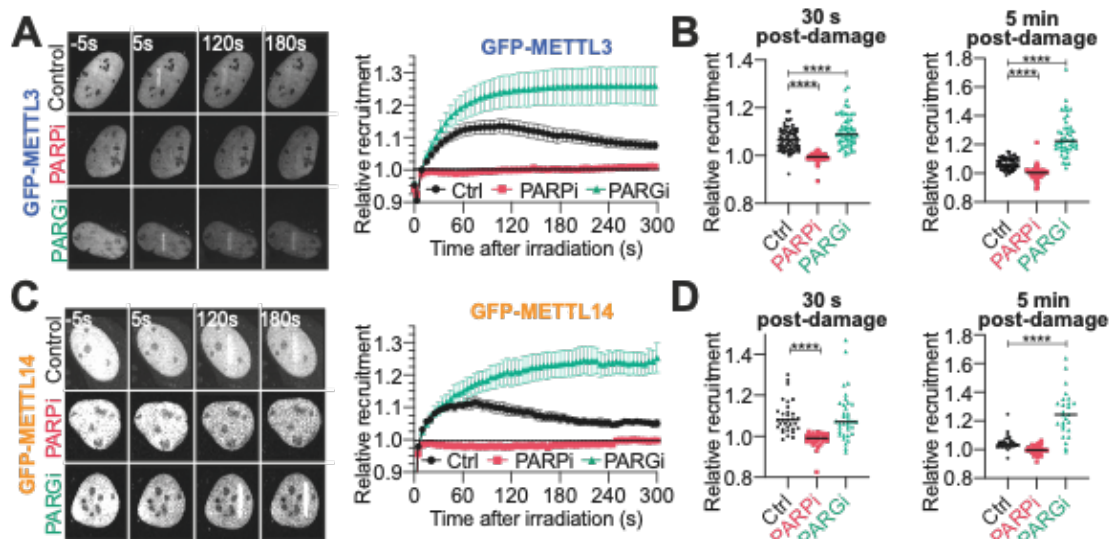 A
-5s 5s 120s 180s
GFP-METTL3
Control
PARPi
PARGi
GFP-METTL3
Relative recruitment
1.3
1.2
1.1
1.0
0.9
Ctrl PARPi PARGi
0 60 120 180 240 300
Time after irradiation (s)
B
30 s
post-damage
Relative recruitment
1.4
1.2
1.0
0.8
****
****
Ctrl PARPi PARGi
5 min
post-damage
Relative recruitment
1.8
1.6
1.4
1.2
1.0
0.8
****
****
Ctrl PARPi PARGi
C
-5s 5s 120s 180s
GFP-METTL14
Control
PARPi
PARGi
GFP-METTL14
Relative recruitment
1.3
1.2
1.1
1.0
0.9
Ctrl PARPi PARGi
0 60 120 180 240 300
Time after irradiation (s)
D
30 s
post-damage
Relative recruitment
1.4
1.2
1.0
0.8
****
Ctrl PARPi PARGi
5 min
post-damage
Relative recruitment
1.8
1.6
1.4
1.2
1.0
0.8
****
Ctrl PARPi PARGi